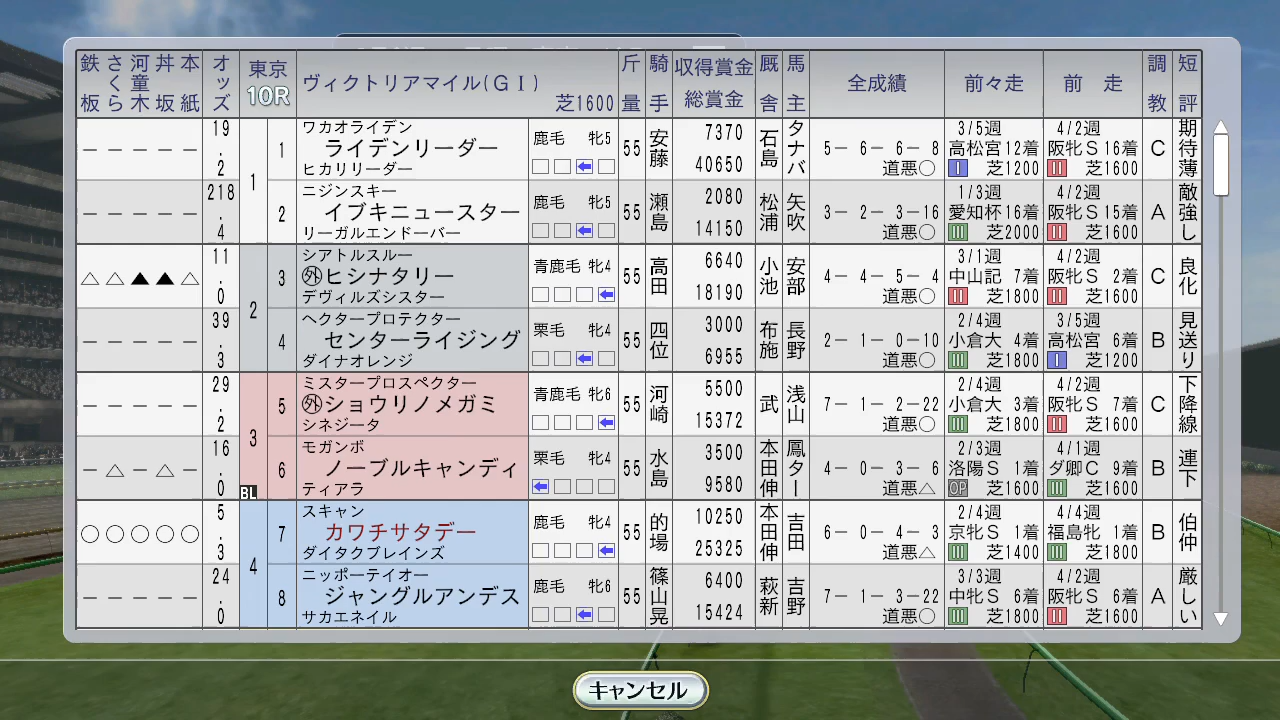 鉄板 さくら 河童木 丼坂 本紙 オッズ 東京 10R ヴィクトリアマイル(GⅠ) 芝1600 斤量 騎手 収得賞金 総賞金 厩舎 馬主 全成績 前々走 前 走 調教 短評
－ － － － － 19.2 1 1 ワカオライデン ライデンリーダー ヒカリリーダー 鹿毛 牝5 55 安藤 7370 40650 石島 タナバ 5－ 6－ 6－ 8 道悪○ 3/5週 高松宮 12着 Ⅰ 芝1200 4/2週 阪牝S 16着 Ⅱ 芝1600 C 期待薄
－ － － － － 218.4 2 ニジンスキー イブキニュースター リーガルエンドーバー 鹿毛 牝5 55 瀬島 2080 14150 松浦 矢吹 3－ 2－ 3－16 道悪○ 1/3週 愛知杯 16着 Ⅲ 芝2000 4/2週 阪牝S 15着 Ⅱ 芝1600 A 敵強し
△ △ ▲ ▲ △ 11.0 2 3 シアトルスルー 外ヒシナタリー デヴィルズシスター 青鹿毛 牝4 55 高田 6640 18190 小池 安部 4－ 4－ 5－ 4 道悪○ 3/1週 中山記 7着 Ⅱ 芝1800 4/2週 阪牝S 2着 Ⅱ 芝1600 C 良化
－ － － － － 39.3 4 ヘクタープロテクター センターライジング ダイナオレンジ 栗毛 牝4 55 四位 3000 6955 布施 長野 2－ 1－ 0－10 道悪○ 2/4週 小倉大 4着 Ⅲ 芝1800 3/5週 高松宮 6着 Ⅰ 芝1200 B 見送り
－ － － － － 29.2 3 5 ミスタープロスペクター 外ショウリノメガミ シネジータ 青鹿毛 牝6 55 河崎 5500 15372 武 浅山 7－ 1－ 2－22 道悪○ 2/4週 小倉大 3着 Ⅲ 芝1800 4/2週 阪牝S 7着 Ⅱ 芝1600 C 下降線
－ △ － △ － 16.0 BL 6 モガンボ ノーブルキャンディ ティアラ 栗毛 牝4 55 水島 3500 9580 本田伸 鳳ター 4－ 0－ 3－ 6 道悪△ 2/3週 洛陽S 1着 OP 芝1600 4/1週 ダ卿C 9着 Ⅲ 芝1600 B 連下
○ ○ ○ ○ ○ 5.3 4 7 スキャン カワチサタデー ダイタクブレインズ 鹿毛 牝4 55 的場 10250 25325 本田伸 吉田 6－ 0－ 4－ 3 道悪△ 2/4週 京牝S 1着 Ⅲ 芝1400 4/2週 福島牝 1着 Ⅲ 芝1800 B 伯仲
－ － － － － 24.0 8 ニッポーテイオー ジャングルアンデス サカエネイル 鹿毛 牝6 55 篠山晃 6400 15424 萩新 吉野 7－ 1－ 3－22 道悪○ 3/3週 中牝S 6着 Ⅲ 芝1800 4/2週 阪牝S 6着 Ⅱ 芝1600 A 厳しい
キャンセル